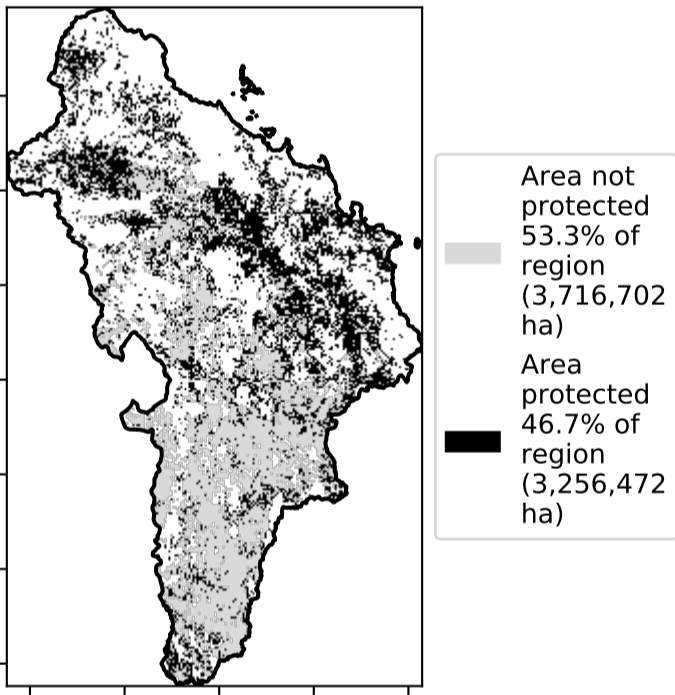 Area not
protected
53.3% of
region
(3,716,702
ha)
Area
protected
46.7% of
region
(3,256,472
ha)